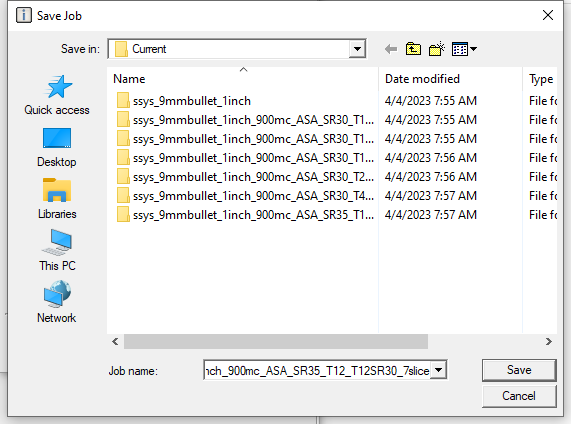 Save Job
Save in: Current
Name Date modified Type
ssys_9mmbullet_1inch 4/4/2023 7:55 AM File fo
ssys_9mmbullet_1inch_900mc_ASA_SR30_T1... 4/4/2023 7:55 AM File fo
ssys_9mmbullet_1inch_900mc_ASA_SR30_T1... 4/4/2023 7:55 AM File fo
ssys_9mmbullet_1inch_900mc_ASA_SR30_T1... 4/4/2023 7:56 AM File fo
ssys_9mmbullet_1inch_900mc_ASA_SR30_T2... 4/4/2023 7:56 AM File fo
ssys_9mmbullet_1inch_900mc_ASA_SR30_T4... 4/4/2023 7:57 AM File fo
ssys_9mmbullet_1inch_900mc_ASA_SR35_T1... 4/4/2023 7:57 AM File fo
Quick access
Desktop
Libraries
This PC
Network
Job name: nch_900mc_ASA_SR35_T12_T12SR30_7slice
Save
Cancel